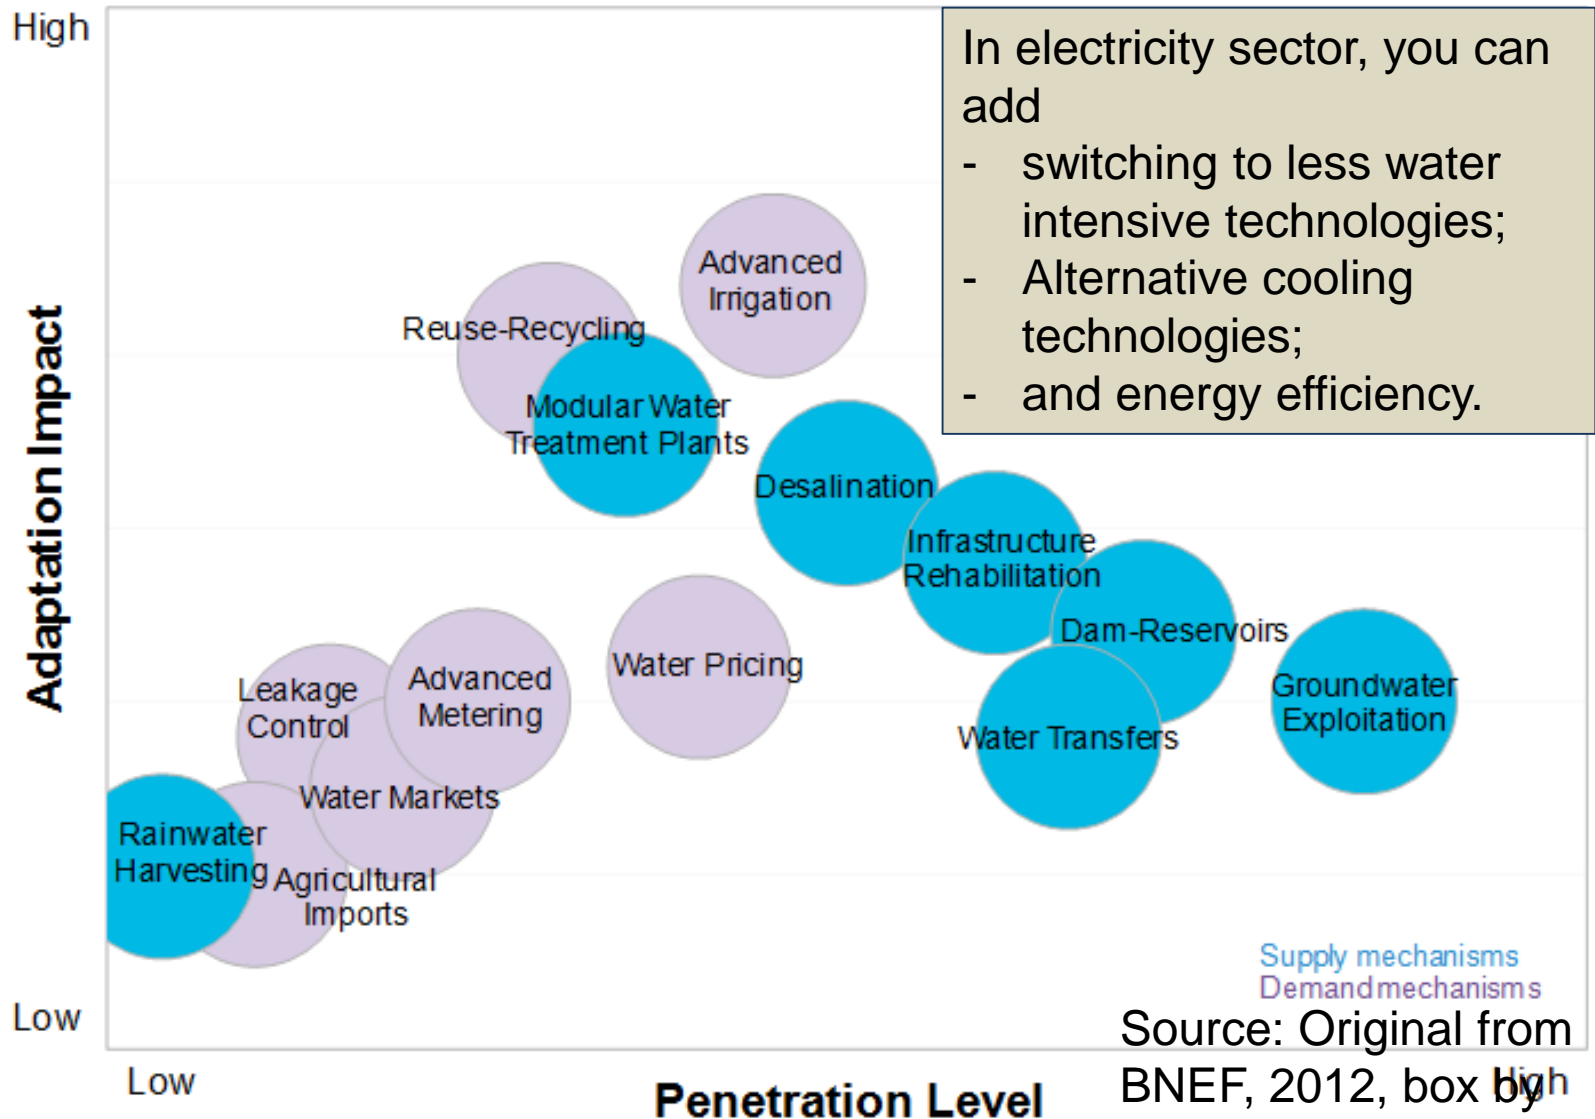 High
In electricity sector, you can
add
- switching to less water
intensive technologies;
- Alternative cooling
technologies;
- and energy efficiency.
Adaptation Impact
Advanced
Irrigation
Reuse-Recycling
Modular Water
Treatment Plants
Desalination
Infrastructure
Rehabilitation
Dam-Reservoirs
Water Pricing
Advanced
Metering
Leakage
Control
Groundwater
Exploitation
Water Transfers
Water Markets
Rainwater
Harvesting
Agricultural
Imports
Supply mechanisms
Demand mechanisms
Low
Source: Original from
BNEF, 2012, box by
Low
Penetration Level
High